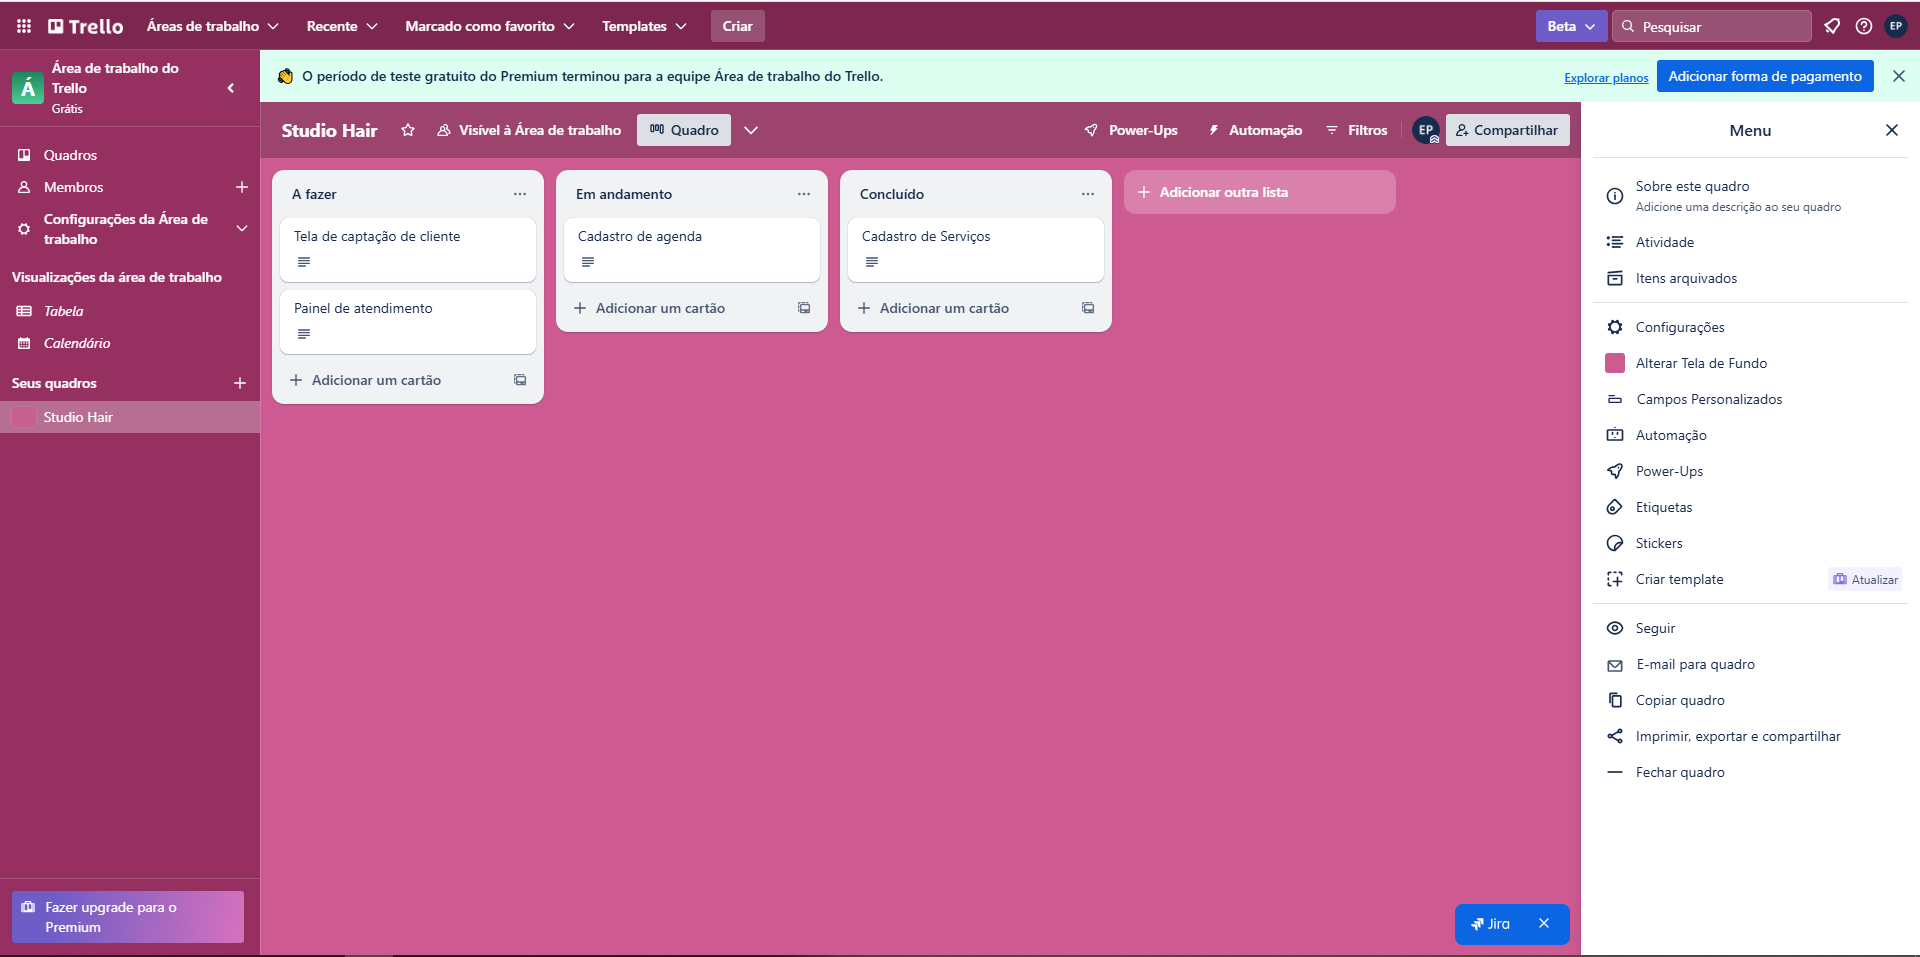 Trello
Áreas de trabalho
Recente
Marcado como favorito
Templates
Criar
Beta
Pesquisar
EP
Á
Área de trabalho do
Trello
Grátis
O período de teste gratuito do Premium terminou para a equipe Área de trabalho do Trello.
Explorar planos
Adicionar forma de pagamento
Quadros
Membros
Configurações da Área de
trabalho
Visualizações da área de trabalho
Tabela
Calendário
Seus quadros
Studio Hair
Fazer upgrade para o
Premium
Studio Hair
Visível à Área de trabalho
Quadro
Power-Ups
Automação
Filtros
EP
Compartilhar
A fazer
Tela de captação de cliente
Painel de atendimento
Adicionar um cartão
Em andamento
Cadastro de agenda
Adicionar um cartão
Concluído
Cadastro de Serviços
Adicionar um cartão
Adicionar outra lista
Jira
Menu
Sobre este quadro
Adicione uma descrição ao seu quadro
Atividade
Itens arquivados
Configurações
Alterar Tela de Fundo
Campos Personalizados
Automação
Power-Ups
Etiquetas
Stickers
Criar template
Atualizar
Seguir
E-mail para quadro
Copiar quadro
Imprimir, exportar e compartilhar
Fechar quadro